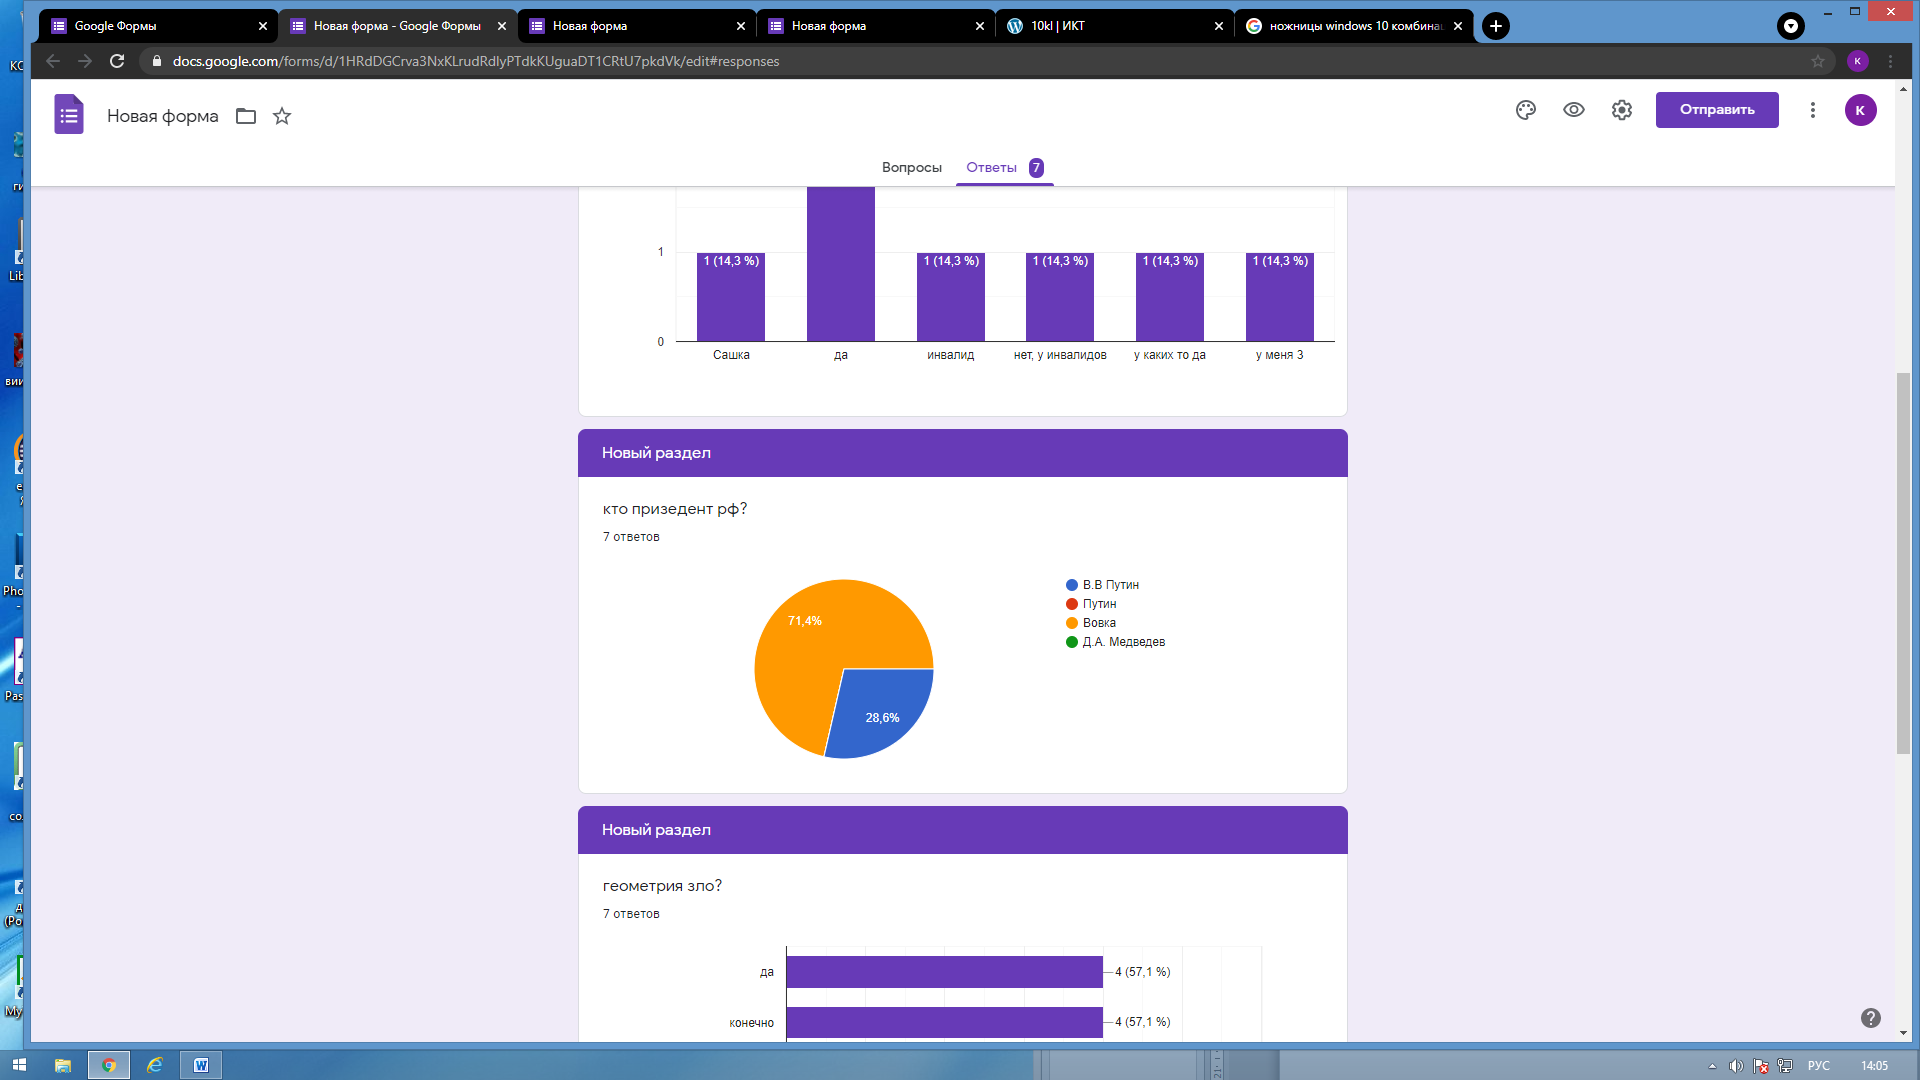 Google Формы
Новая форма - Google Формы
Новая форма
Новая форма
10kl | ИКТ
ножницы windows 10 комбина
docs.google.com/forms/d/1HRdDGCrva3NxKLrudRdlyPTdkKUguaDT1CRtU7pkdVk/edit#responses
K
Новая форма
Отправить
K
Вопросы
Ответы 7
1
0
1 (14,3 %)
1 (14,3 %)
1 (14,3 %)
1 (14,3 %)
1 (14,3 %)
Сашка
да
инвалид
нет, у инвалидов
у каких то да
у меня 3
Новый раздел
кто призедент рф?
7 ответов
71,4%
28,6%
В.В Путин
Путин
Вовка
Д.А. Медведев
Новый раздел
геометрия зло?
7 ответов
да
4 (57,1 %)
конечно
4 (57,1 %)
РУС
14:05